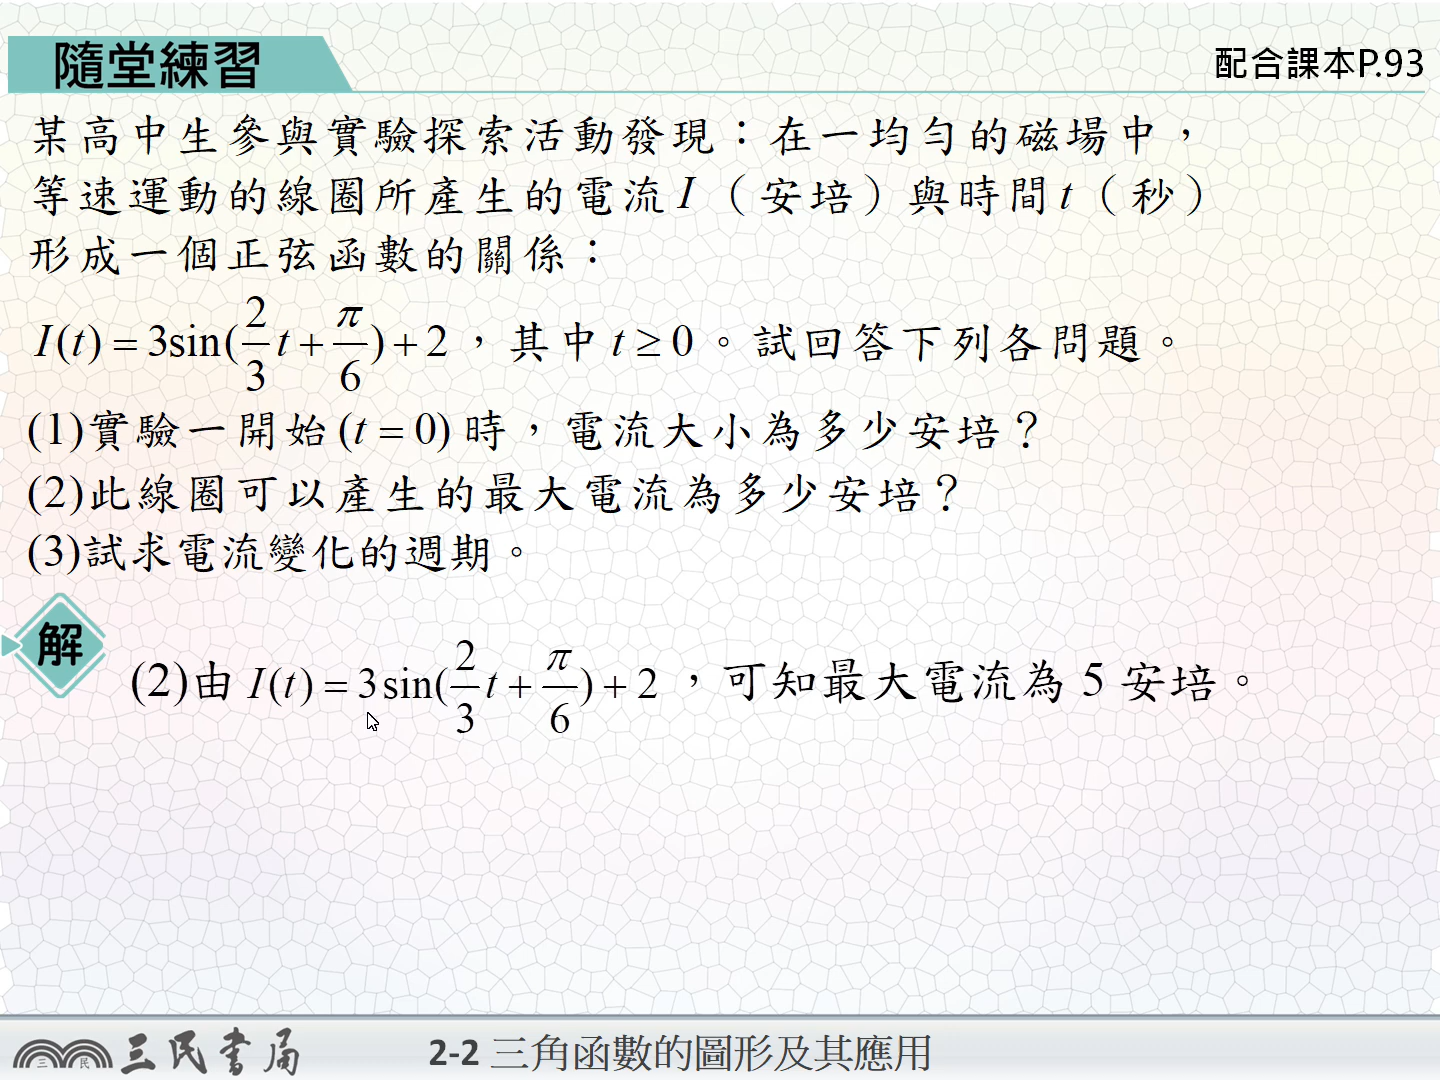 隨堂練習
配合課本P.93
某高中生參與實驗探索活動發現：在一均勻的磁場中，
等速運動的線圈所產生的電流 I（安培）與時間 t（秒）
形成一個正弦函數的關係：
I(t) = 3sin(2/3 t + π/6) + 2，其中 t ≥ 0。試回答下列各問題。
(1)實驗一開始(t = 0)時，電流大小為多少安培？
(2)此線圈可以產生的最大電流為多少安培？
(3)試求電流變化的週期。
解
(2)由 I(t) = 3sin(2/3 t + π/6) + 2，可知最大電流為 5 安培。
三民書局
三 民
2-2 三角函數的圖形及其應用